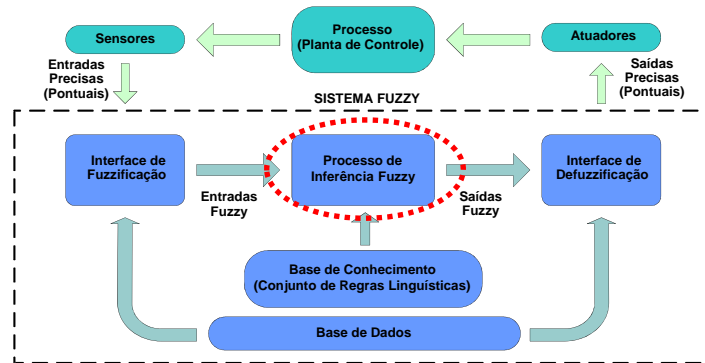 Sensores
Processo
(Planta de Controle)
Atuadores
Entradas
Precisas
(Pontuais)
Saídas
Precisas
(Pontuais)
SISTEMA FUZZY
Interface de
Fuzzificação
Entradas
Fuzzy
Processo de
Inferência Fuzzy
Saídas
Fuzzy
Interface de
Defuzzificação
Base de Conhecimento
(Conjunto de Regras Linguísticas)
Base de Dados